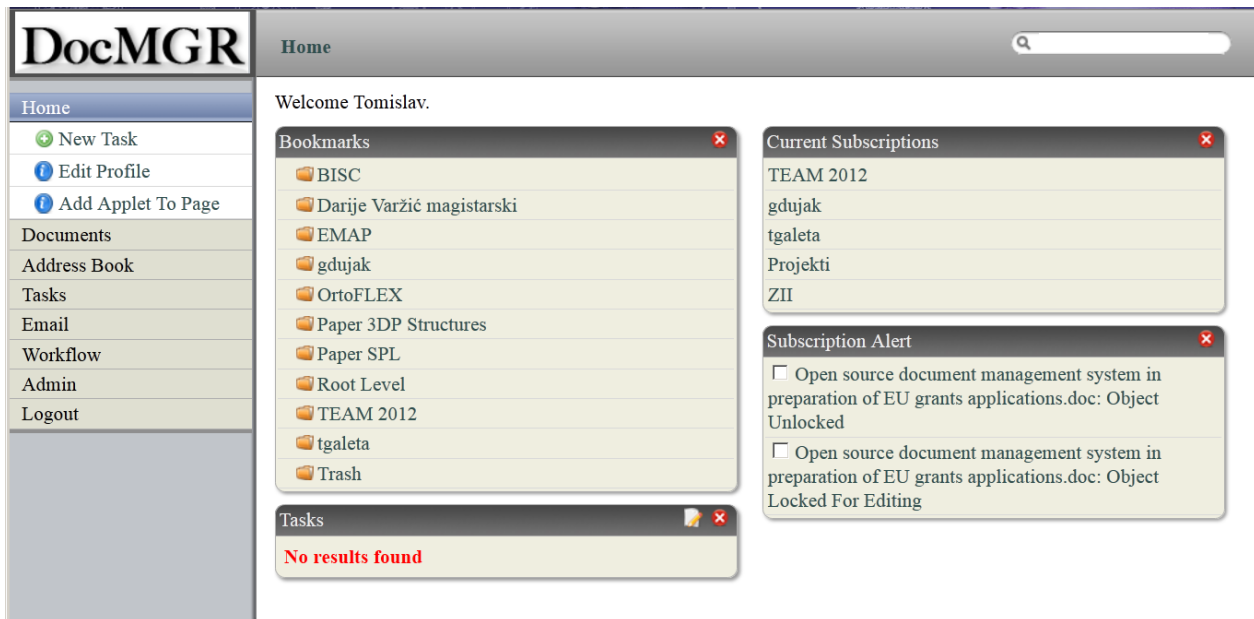 DocMGR
Home
Home
New Task
Edit Profile
Add Applet To Page
Documents
Address Book
Tasks
Email
Workflow
Admin
Logout
Welcome Tomislav.
Bookmarks
BISC
Darije Varžić magistarski
EMAP
gdujak
OrtoFLEX
Paper 3DP Structures
Paper SPL
Root Level
TEAM 2012
tgaleta
Trash
Tasks
No results found
Current Subscriptions
TEAM 2012
gdujak
tgaleta
Projekti
ZII
Subscription Alert
Open source document management system in
preparation of EU grants applications.doc: Object
Unlocked
Open source document management system in
preparation of EU grants applications.doc: Object
Locked For Editing